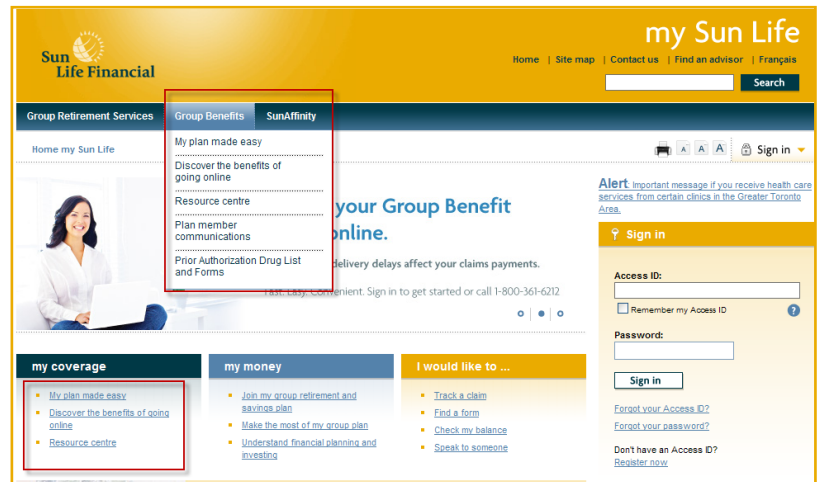 my Sun Life
Sun
Life Financial
Home | Site map | Contact us | Find an advisor | Français
Search
Group Retirement Services
Group Benefits
SunAffinity
Home my Sun Life
A A A
Sign in
My plan made easy
Discover the benefits of
going online
Resource centre
Plan member
communications
Prior Authorization Drug List
and Forms
your Group Benefit
online.
delivery delays affect your claims payments.
Fast. Easy. Convenient. Sign in to get started or call 1-800-361-6212
Alert Important message if you receive health care
services from certain clinics in the Greater Toronto
Area.
Sign in
Access ID:
Remember my Access ID
?
Password:
Sign in
Forgot your Access ID?
Forgot your password?
Don't have an Access ID?
Register now
my coverage
My plan made easy
Discover the benefits of going
online
Resource centre
my money
Join my group retirement and
savings plan
Make the most of my group plan
Understand financial planning and
investing
I would like to ...
Track a claim
Find a form
Check my balance
Speak to someone